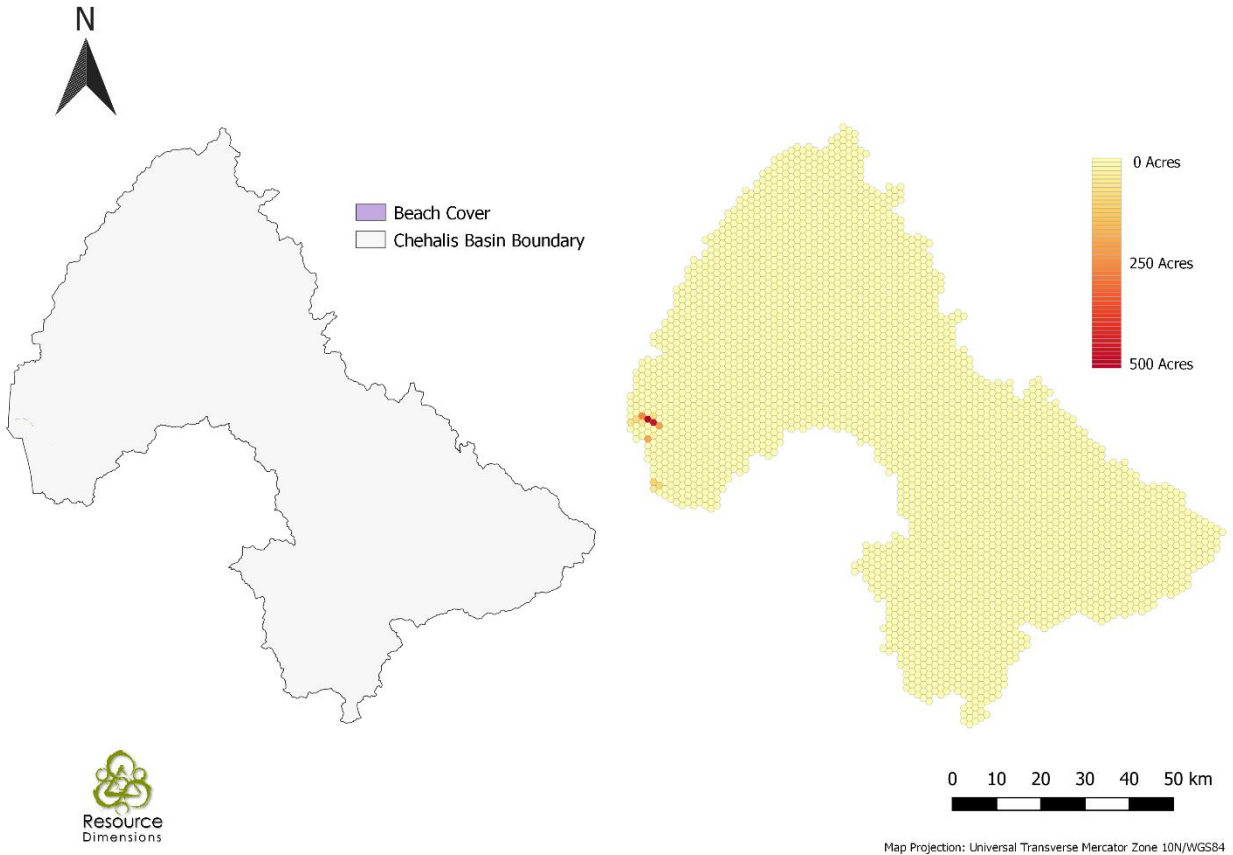 N
Beach Cover
Chehalis Basin Boundary
0 Acres
250 Acres
500 Acres
Resource
Dimensions
0 10 20 30 40 50 km
Map Projection: Universal Transverse Mercator Zone 10N/WGS84